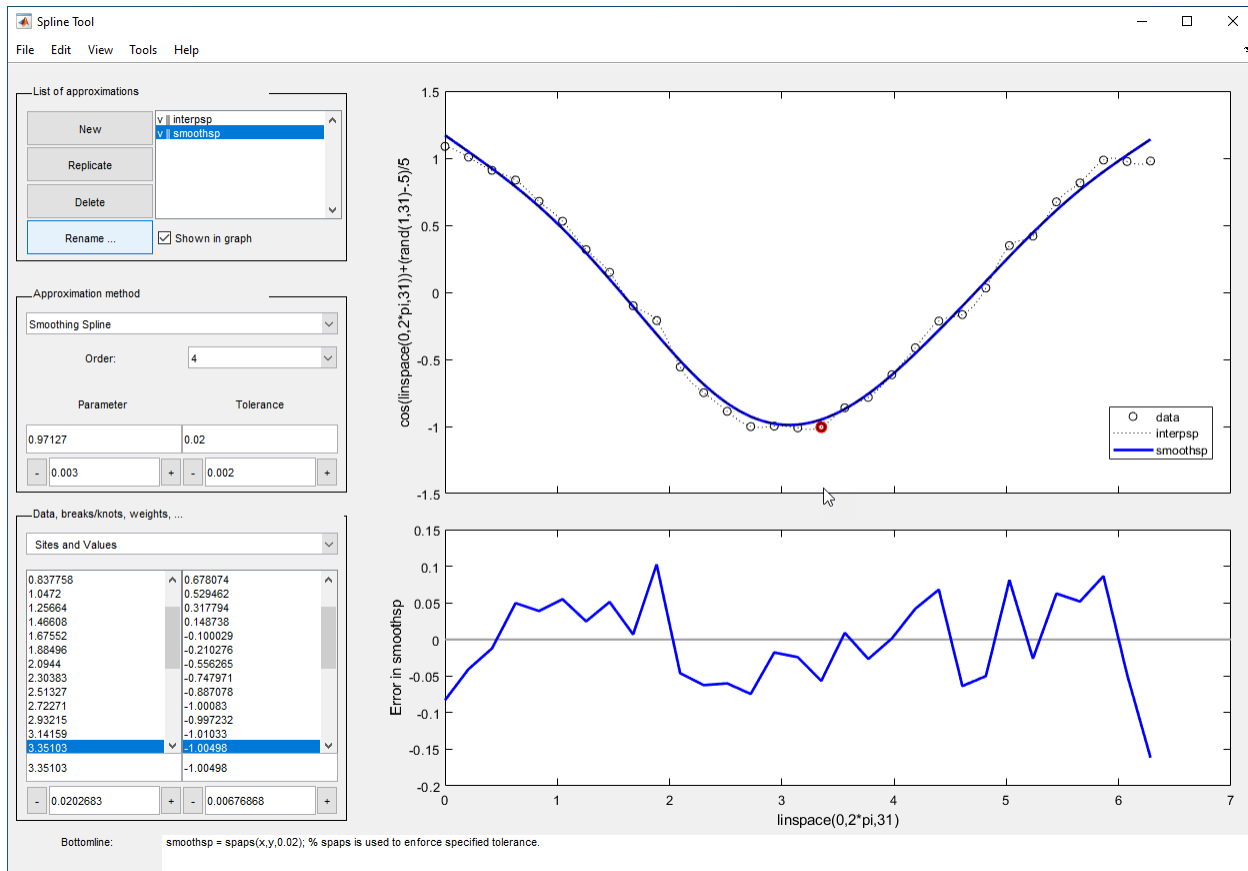 Spline Tool
File Edit View Tools Help
List of approximations
New
Replicate
Delete
Rename ...
v interpsp
v smoothsp
Shown in graph
Approximation method
Smoothing Spline
Order: 4
Parameter Tolerance
0.97127 0.02
- 0.003 + - 0.002 +
Data, breaks/knots, weights, ...
Sites and Values
0.837758 0.678074
1.0472 0.529462
1.25664 0.317794
1.46608 0.148738
1.67552 -0.100029
1.88496 -0.210276
2.0944 -0.556265
2.30383 -0.747971
2.51327 -0.887078
2.72271 -1.00083
2.93215 -0.997232
3.14159 -1.01033
3.35103 -1.00498
3.35103 -1.00498
- 0.0202683 + - 0.00676868 +
Bottomline: smoothsp = spaps(x,y,0.02); % spaps is used to enforce specified tolerance.
cos(linspace(0,2*pi,31))+(rand(1,31)-.5)/5
1.5
1
0.5
0
-0.5
-1
-1.5
data
interpsp
smoothsp
Error in smoothsp
0.15
0.1
0.05
0
-0.05
-0.1
-0.15
-0.2
0 1 2 3 4 5 6 7
linspace(0,2*pi,31)